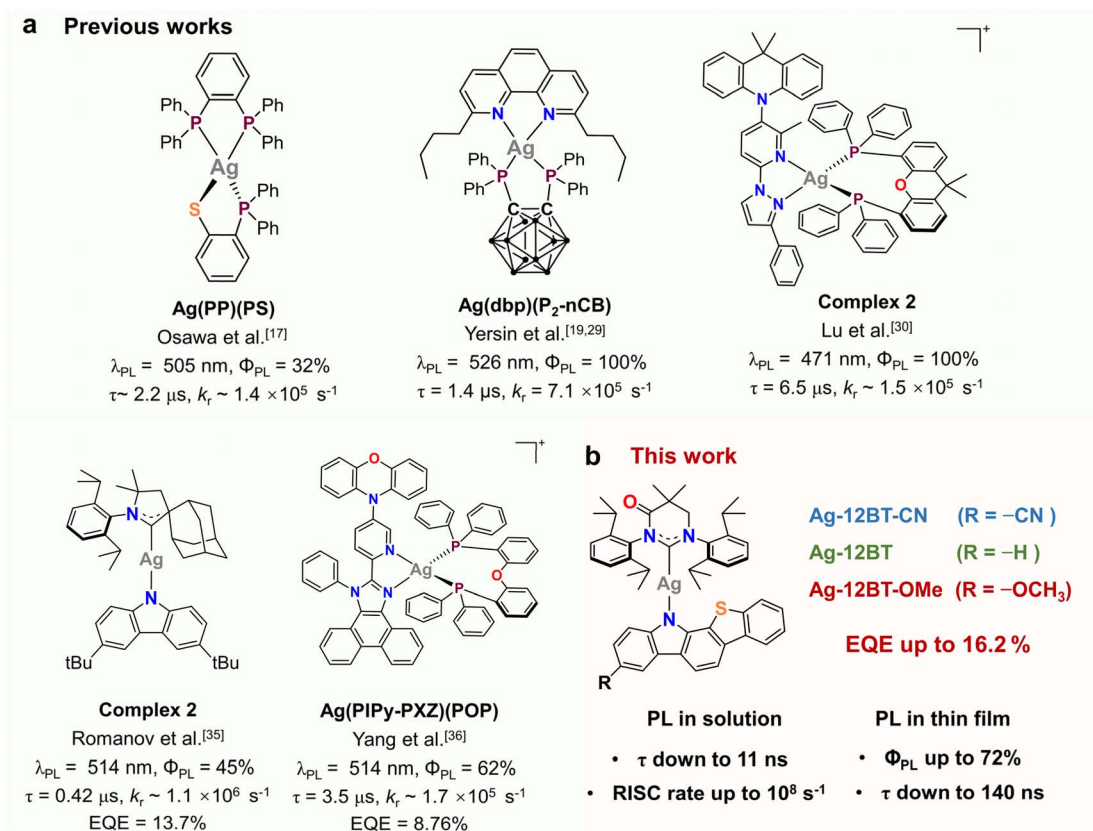 a Previous works
Ph
Ph
P
P
Ph
Ph
Ag
S
P
Ph
Ph
Ag(PP)(PS)
Osawa et al.[17]
λPL = 505 nm, ΦPL = 32%
τ~ 2.2 μs, kr ~ 1.4 ×10⁵ s⁻¹
N
N
Ag
Ph
Ph
P
P
Ph
Ph
C
C
Ag(dbp)(P₂-nCB)
Yersin et al.[19,29]
λPL = 526 nm, ΦPL = 100%
τ = 1.4 μs, kr = 7.1 ×10⁵ s⁻¹
+
N
N
P
Ag
O
N
N
P
Complex 2
Lu et al.[30]
λPL = 471 nm, ΦPL = 100%
τ = 6.5 μs, kr ~ 1.5 ×10⁵ s⁻¹
N
Ag
N
tBu
tBu
Complex 2
Romanov et al.[35]
λPL = 514 nm, ΦPL = 45%
τ = 0.42 μs, kr ~ 1.1 ×10⁶ s⁻¹
EQE = 13.7%
+
O
N
N
P
Ag
O
N
N
P
Ag(PIPy-PXZ)(POP)
Yang et al.[36]
λPL = 514 nm, ΦPL = 62%
τ = 3.5 μs, kr ~ 1.7 ×10⁵ s⁻¹
EQE = 8.76%
b This work
O
N
N
Ag
N
S
R
Ag-12BT-CN (R = −CN )
Ag-12BT (R = −H )
Ag-12BT-OMe (R = −OCH₃)
EQE up to 16.2 %
PL in solution
• τ down to 11 ns
• RISC rate up to 10⁸ s⁻¹
PL in thin film
• ΦPL up to 72%
• τ down to 140 ns